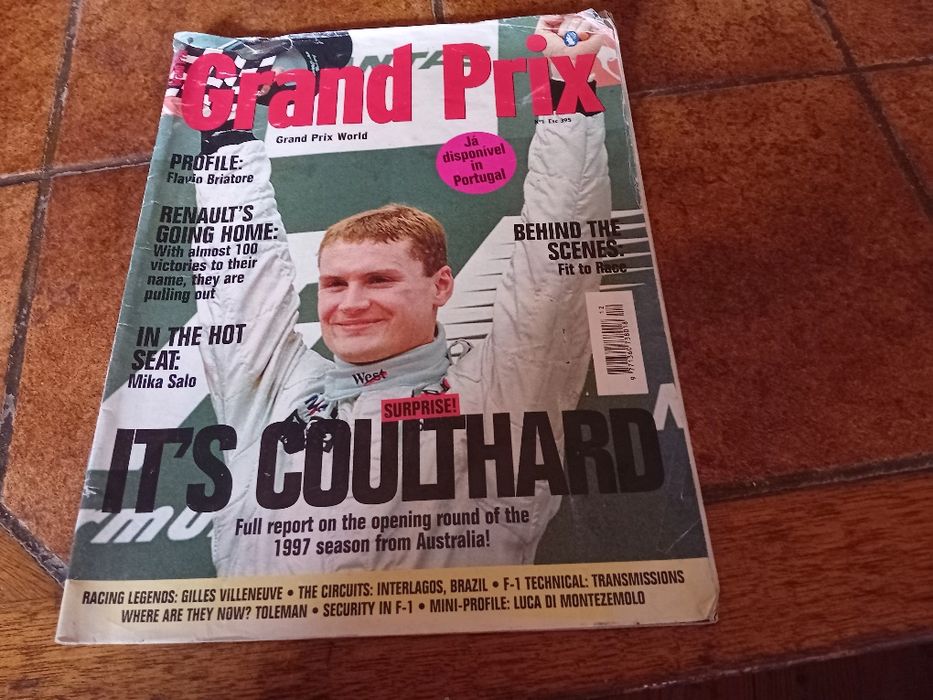 Grand Prix
Grand Prix World
Nº1 Esc 395
Já
disponível
in
Portugal
PROFILE:
Flavio Briatore
RENAULT'S
GOING HOME:
With almost 100
victories to their
name, they are
pulling out
BEHIND THE
SCENES:
Fit to Race
IN THE HOT
SEAT:
Mika Salo
12
West
SURPRISE!
IT'S COULTHARD
Full report on the opening round of the
1997 season from Australia!
RACING LEGENDS: GILLES VILLENEUVE • THE CIRCUITS: INTERLAGOS, BRAZIL • F-1 TECHNICAL: TRANSMISSIONS
WHERE ARE THEY NOW? TOLEMAN • SECURITY IN F-1 • MINI-PROFILE: LUCA DI MONTEZEMOLO